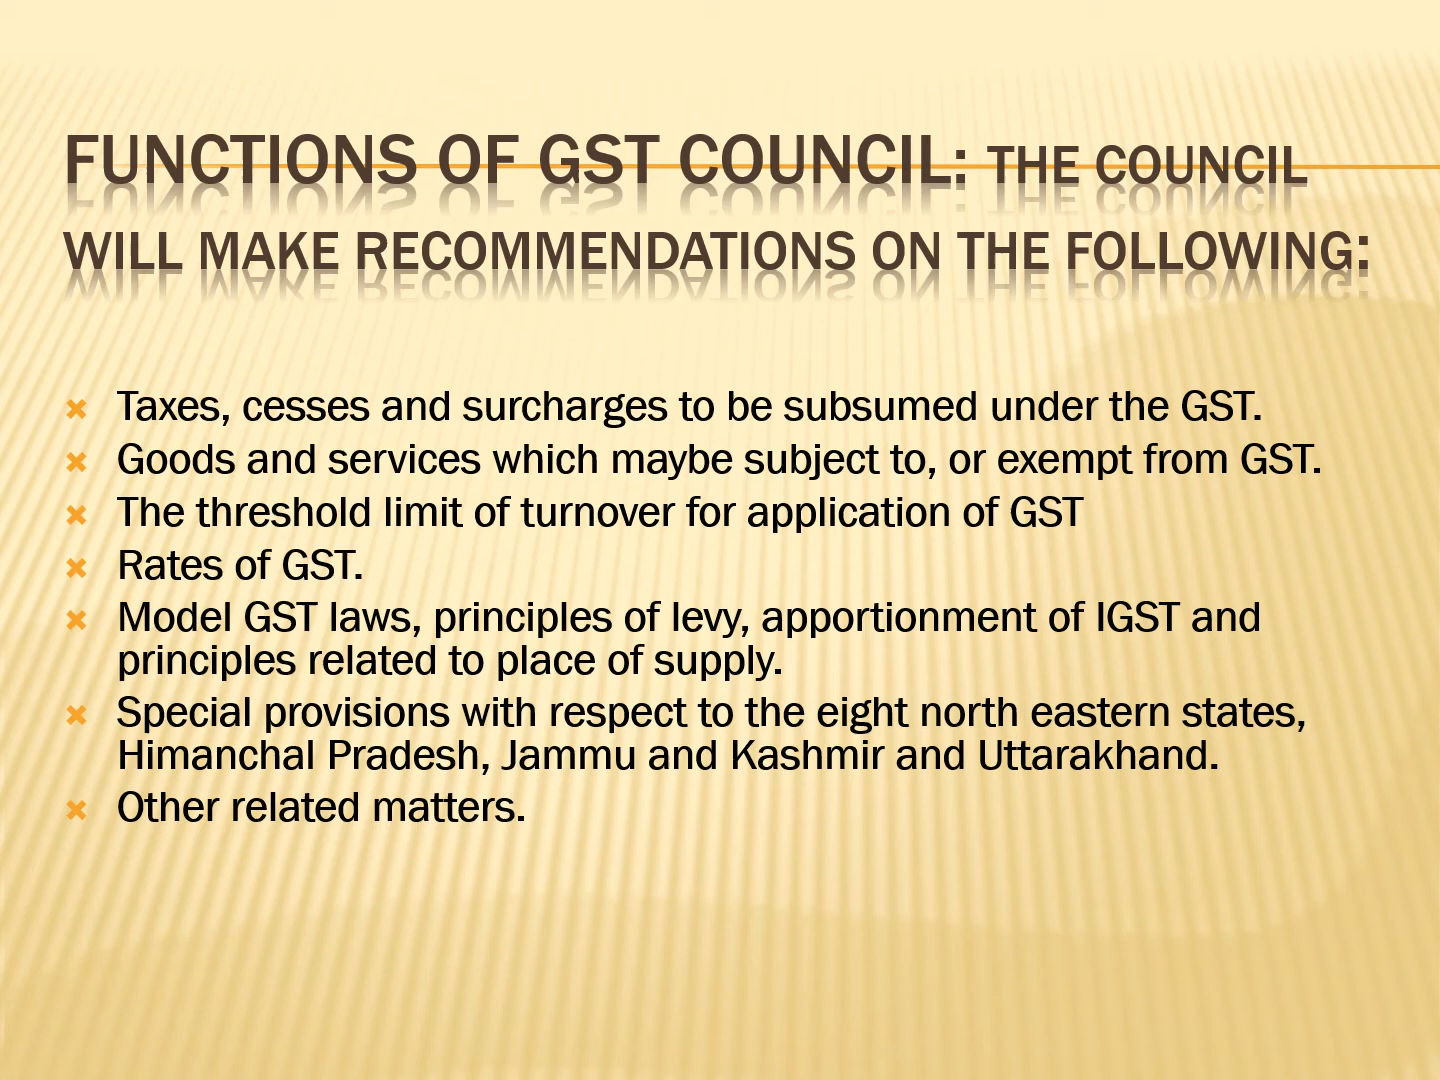 FUNCTIONS OF GST COUNCIL: THE COUNCIL
WILL MAKE RECOMMENDATIONS ON THE FOLLOWING:
Taxes, cesses and surcharges to be subsumed under the GST.
Goods and services which maybe subject to, or exempt from GST.
The threshold limit of turnover for application of GST
Rates of GST.
Model GST laws, principles of levy, apportionment of IGST and
principles related to place of supply.
Special provisions with respect to the eight north eastern states,
Himanchal Pradesh, Jammu and Kashmir and Uttarakhand.
Other related matters.